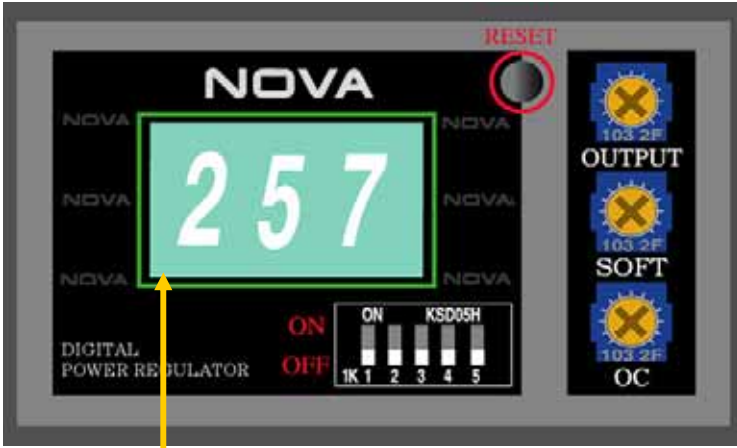 RESET
NOVA
NOVA NOVA
257
NOVA NOVA
NOVA NOVA
ON
OFF
ON KSD05H
1K 1 2 3 4 5
DIGITAL
POWER REGULATOR
103 2F
OUTPUT
103 2F
SOFT
103 2F
OC